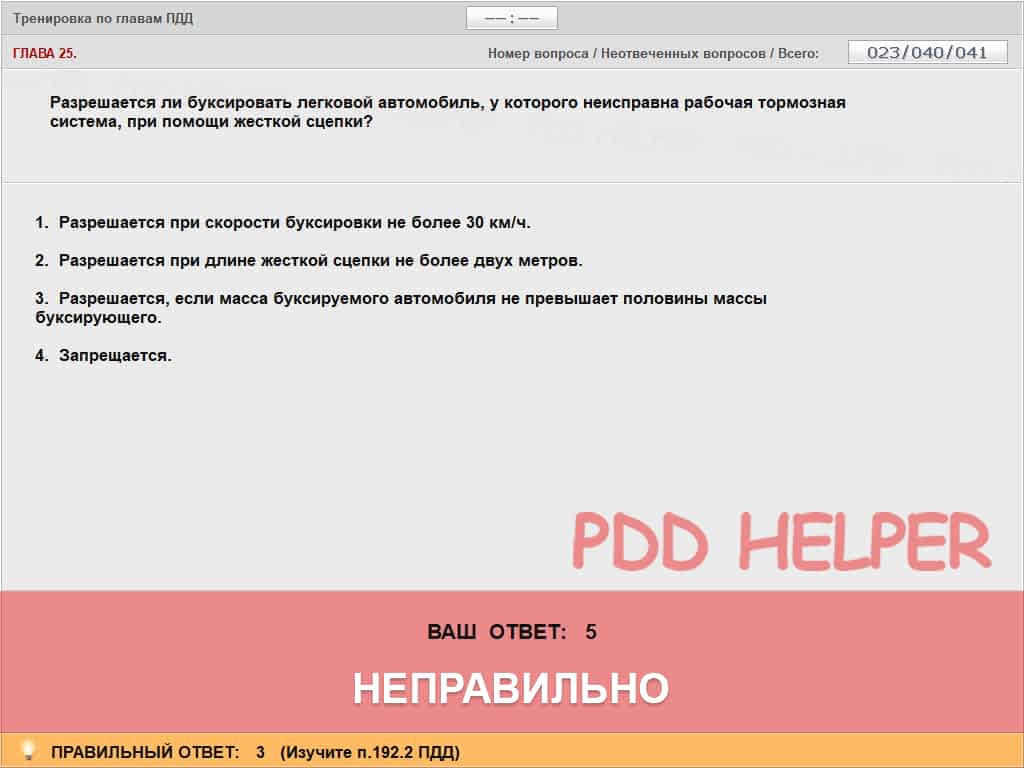 Тренировка по главам ПДД
—— : ——
ГЛАВА 25.
Номер вопроса / Неотвеченных вопросов / Всего:
023/040/041
Разрешается ли буксировать легковой автомобиль, у которого неисправна рабочая тормозная
система, при помощи жесткой сцепки?
1. Разрешается при скорости буксировки не более 30 км/ч.
2. Разрешается при длине жесткой сцепки не более двух метров.
3. Разрешается, если масса буксируемого автомобиля не превышает половины массы
буксирующего.
4. Запрещается.
PDD HELPER
ВАШ ОТВЕТ: 5
НЕПРАВИЛЬНО
ПРАВИЛЬНЫЙ ОТВЕТ: 3 (Изучите п.192.2 ПДД)